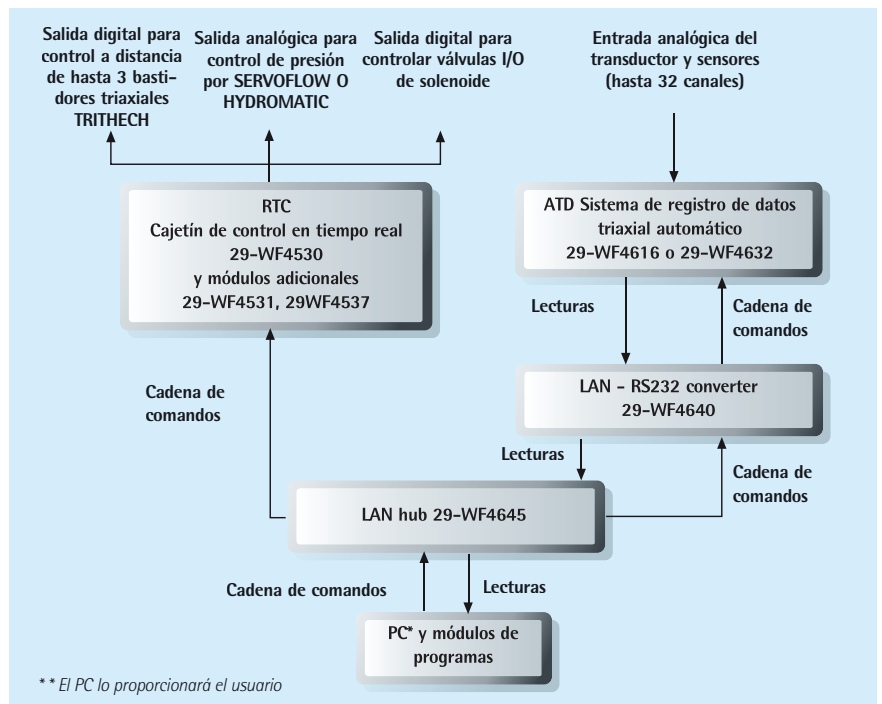 Salida digital para
control a distancia
de hasta 3 basti-
dores triaxiales
TRITHECH
Salida analógica para
control de presión
por SERVOFLOW O
HYDROMATIC
Salida digital para
controlar válvulas I/O
de solenoide
Entrada analógica del
transductor y sensores
(hasta 32 canales)
RTC
Cajetín de control en tiempo real
29-WF4530
y módulos adicionales
29-WF4531, 29WF4537
ATD Sistema de registro de datos
triaxial automático
29-WF4616 o 29-WF4632
Lecturas
Cadena de
comandos
LAN - RS232 converter
29-WF4640
Cadena de
comandos
Lecturas
Cadena de
comandos
LAN hub 29-WF4645
Cadena de comandos
Lecturas
PC* y módulos de
programas
* * El PC lo proporcionará el usuario